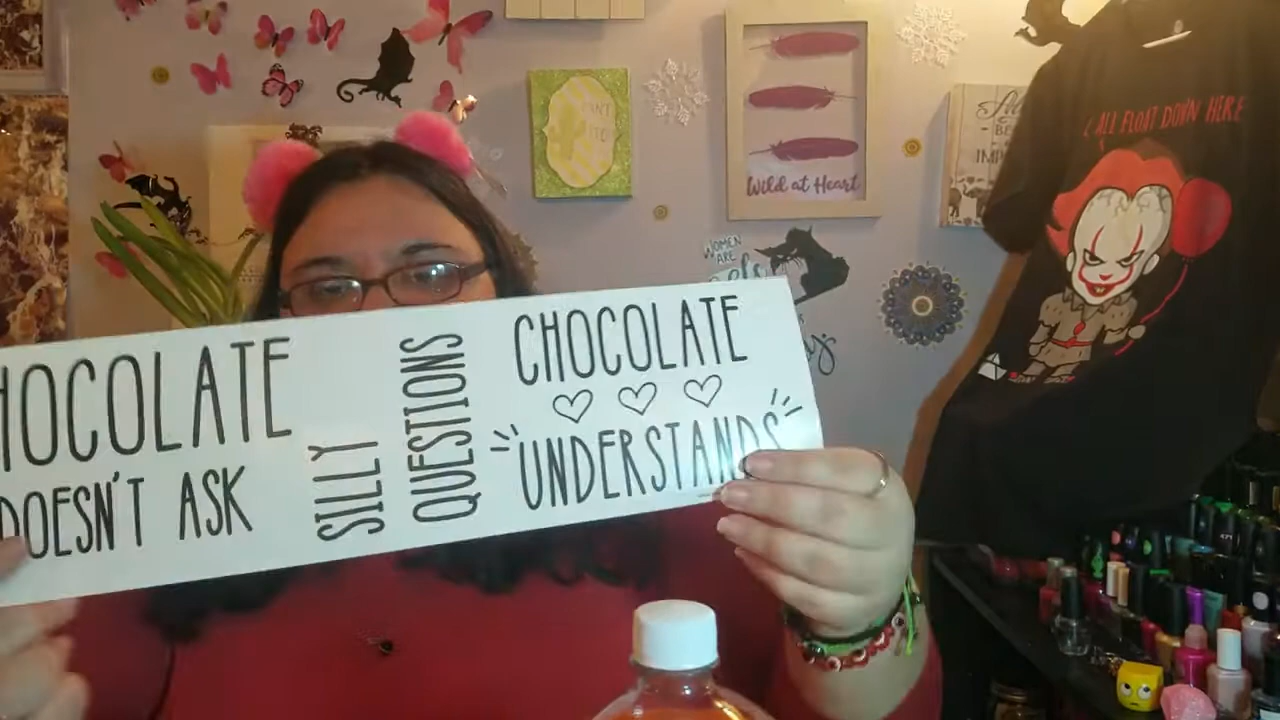 HOCOLATE
DOESN'T ASK
SILLY
QUESTIONS
CHOCOLATE
UNDERSTANDS
Wild at Heart
ALL FLOAT DOWN HERE
WOMEN
ARE